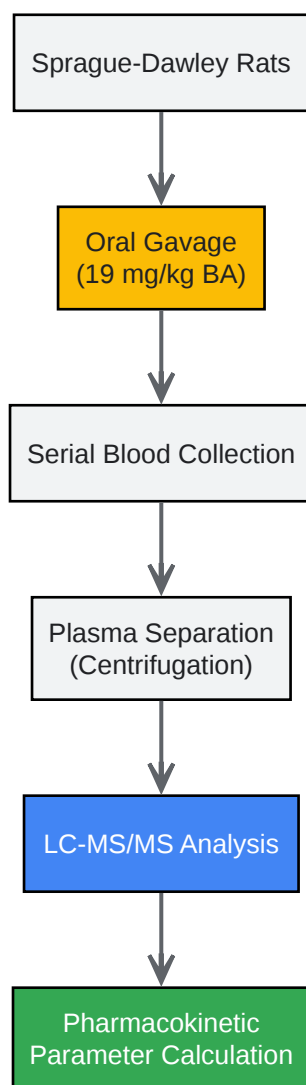 Sprague-Dawley Rats
Oral Gavage
(19 mg/kg BA)
Serial Blood Collection
Plasma Separation
(Centrifugation)
LC-MS/MS Analysis
Pharmacokinetic
Parameter Calculation